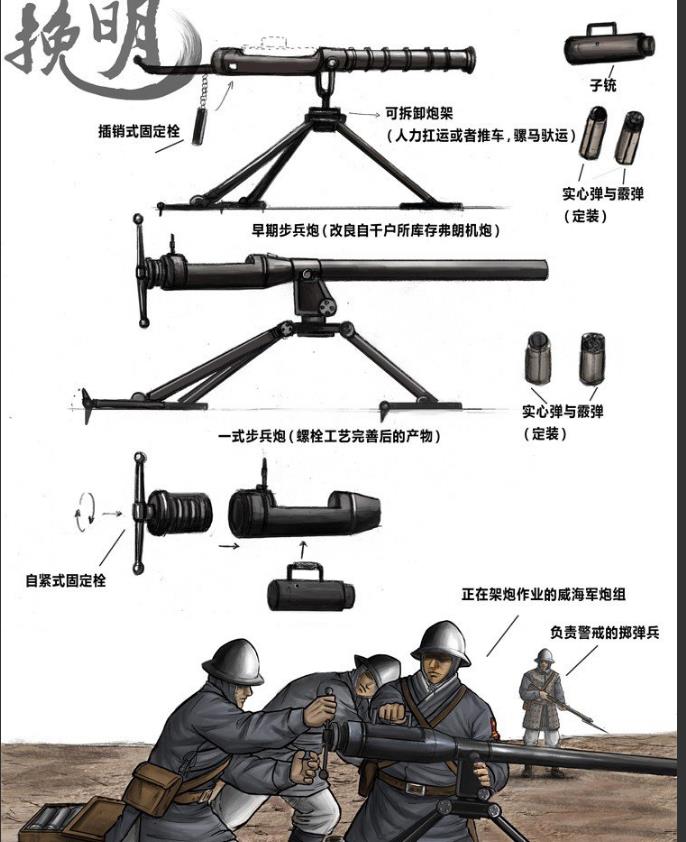 挽明
插销式固定栓
可拆卸炮架
(人力扛运或者推车,骡马驮运)
子铳
实心弹与霰弹
(定装)
早期步兵炮(改良自千户所库存弗朗机炮)
实心弹与霰弹
(定装)
一式步兵炮(螺栓工艺完善后的产物)
自紧式固定栓
正在架炮作业的威海军炮组
负责警戒的掷弹兵